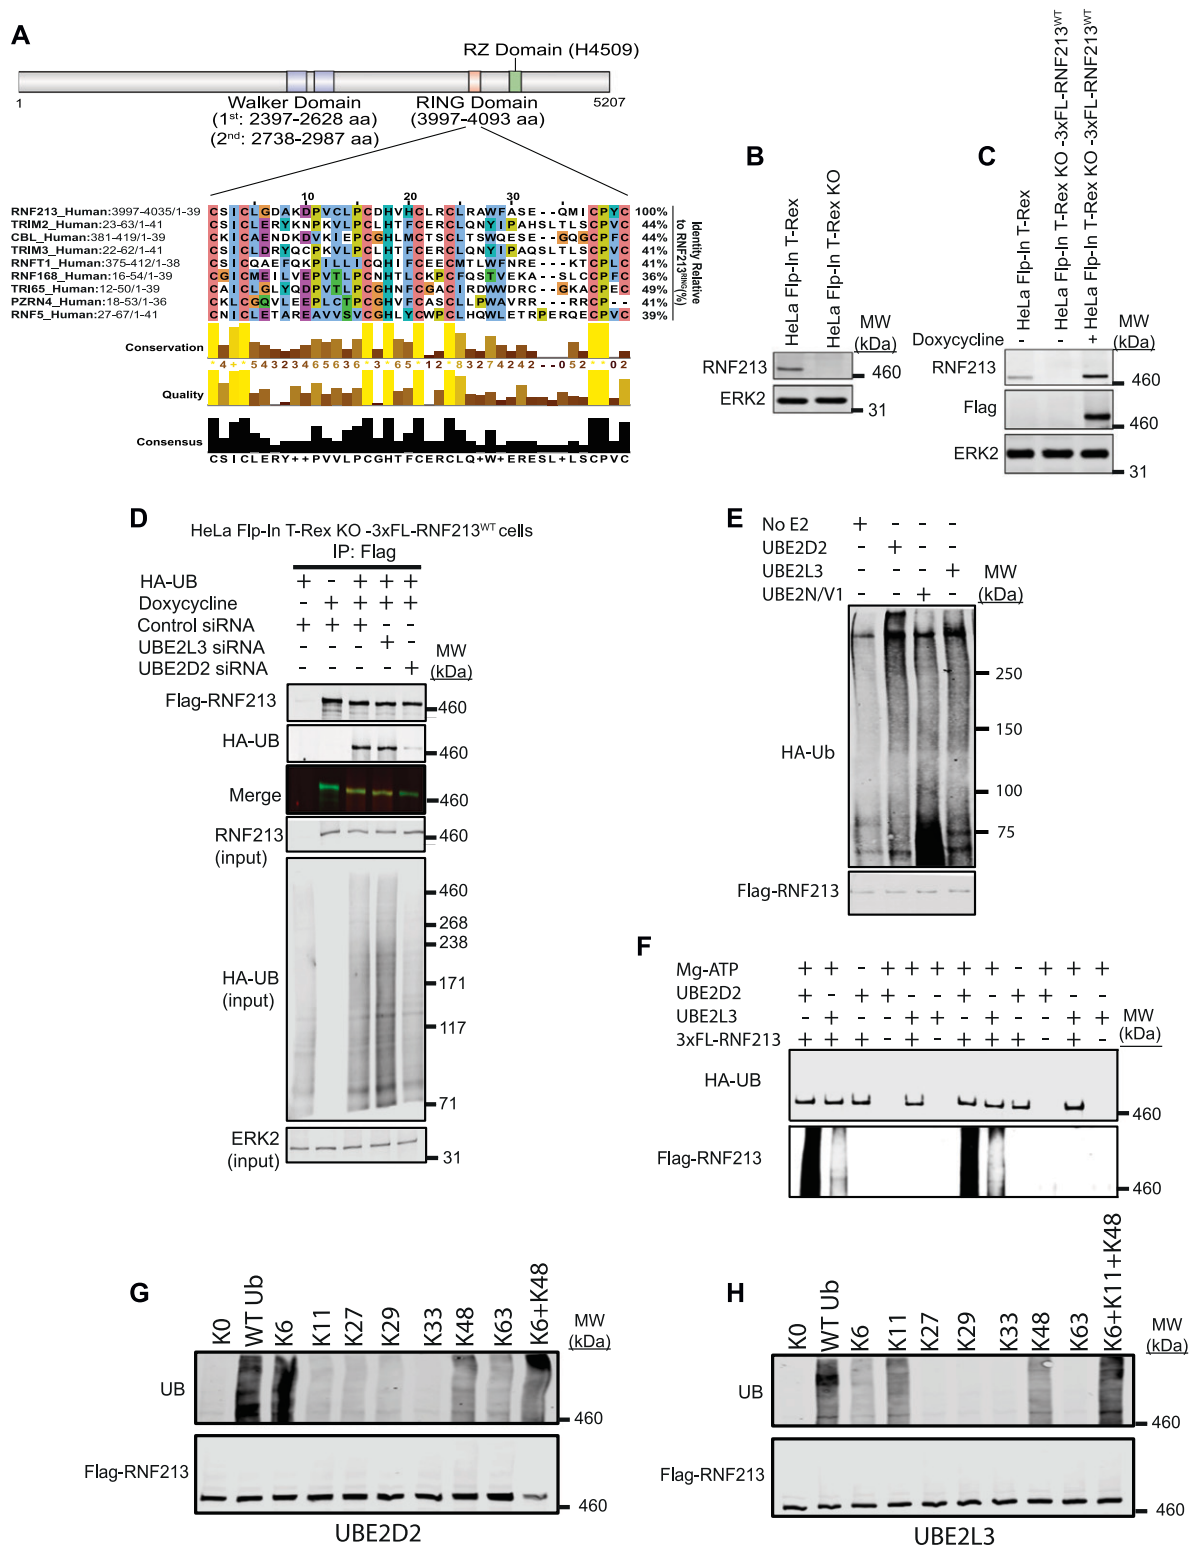 A
RZ Domain (H4509)
1
5207
Walker Domain
(1st: 2397-2628 aa)
(2nd: 2738-2987 aa)
RING Domain
(3997-4093 aa)
10 20 30
RNF213_Human:3997-4035/1-39 CSICLGDAKDPVCLPCDHVHCLRCLRAWFASE--QMICPYC 100%
TRIM2_Human:23-63/1-41 44%
CBL_Human:381-419/1-39 44%
TRIM3_Human:22-62/1-41 41%
RNFT1_Human:375-412/1-38 41%
RNF168_Human:16-54/1-39 36%
TRI65_Human:12-50/1-39 49%
PZRN4_Human:18-53/1-36 41%
RNF5_Human:27-67/1-41 39%
Identity Relative
to RNF213RING(%)
Conservation
Quality
Consensus
CSICLERY++PVVLPCGHTFCERCLQ+W+ERESL+LSCPVC
B
HeLa Flp-In T-Rex
HeLa Flp-In T-Rex KO
MW
(kDa)
RNF213
460
ERK2
31
C
HeLa Flp-In T-Rex
HeLa Flp-In T-Rex KO -3xFL-RNF213WT
HeLa Flp-In T-Rex KO -3xFL-RNF213WT
MW
(kDa)
Doxycycline - - +
RNF213
460
Flag
460
ERK2
31
D
HeLa Flp-In T-Rex KO -3xFL-RNF213WT cells
IP: Flag
HA-UB + - + + +
Doxycycline - + + + +
Control siRNA + + + - -
UBE2L3 siRNA - - - + -
UBE2D2 siRNA - - - - +
MW
(kDa)
Flag-RNF213
460
HA-UB
460
Merge
460
RNF213
(input)
460
HA-UB
(input)
460
268
238
171
117
71
ERK2
(input)
31
E
No E2 + - - -
UBE2D2 - + - -
UBE2L3 - - - +
UBE2N/V1 - - + -
MW
(kDa)
250
150
HA-Ub
100
75
Flag-RNF213
F
Mg-ATP + + - + + + + + - + + +
UBE2D2 + - + + - - + - + + - -
UBE2L3 - + - - + + - + - - + +
3xFL-RNF213 + + + - + - + + + - + -
MW
(kDa)
HA-UB
460
Flag-RNF213
460
G
K0 WT Ub K6 K11 K27 K29 K33 K48 K63 K6+K48
MW
(kDa)
UB
460
Flag-RNF213
460
UBE2D2
H
K0 WT Ub K6 K11 K27 K29 K33 K48 K63 K6+K11+K48
MW
(kDa)
UB
460
Flag-RNF213
460
UBE2L3